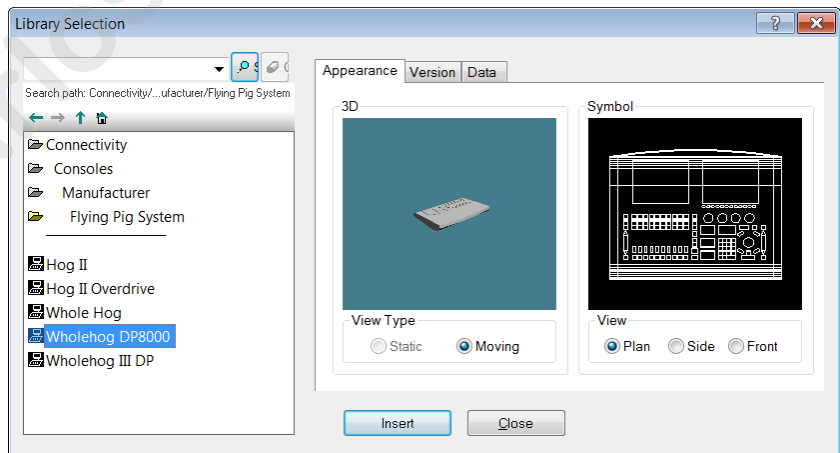 Library Selection
Search path: Connectivity/...ufacturer/Flying Pig System
Connectivity
Consoles
Manufacturer
Flying Pig System
Hog II
Hog II Overdrive
Whole Hog
Wholehog DP8000
Wholehog III DP
Appearance Version Data
3D
View Type
Static Moving
Symbol
View
Plan Side Front
Insert Close